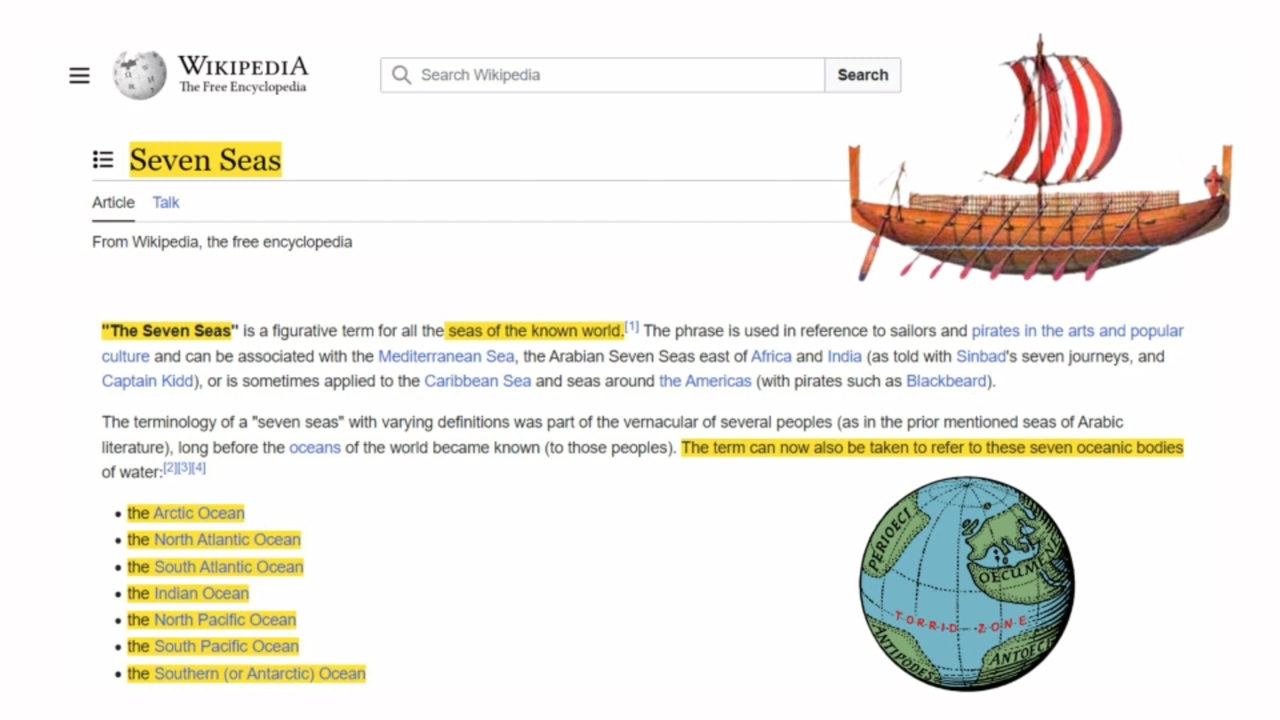 WIKIPEDIA
The Free Encyclopedia
Search Wikipedia
Search
Seven Seas
Article Talk
From Wikipedia, the free encyclopedia
"The Seven Seas" is a figurative term for all the seas of the known world.[1] The phrase is used in reference to sailors and pirates in the arts and popular
culture and can be associated with the Mediterranean Sea, the Arabian Seven Seas east of Africa and India (as told with Sinbad's seven journeys, and
Captain Kidd), or is sometimes applied to the Caribbean Sea and seas around the Americas (with pirates such as Blackbeard).
The terminology of a "seven seas" with varying definitions was part of the vernacular of several peoples (as in the prior mentioned seas of Arabic
literature), long before the oceans of the world became known (to those peoples). The term can now also be taken to refer to these seven oceanic bodies
of water:[2][3][4]
• the Arctic Ocean
• the North Atlantic Ocean
• the South Atlantic Ocean
• the Indian Ocean
• the North Pacific Ocean
• the South Pacific Ocean
• the Southern (or Antarctic) Ocean
PERIOECI
OECUMENE
TORRID ZONE
ANTIPODES
ANTOECI